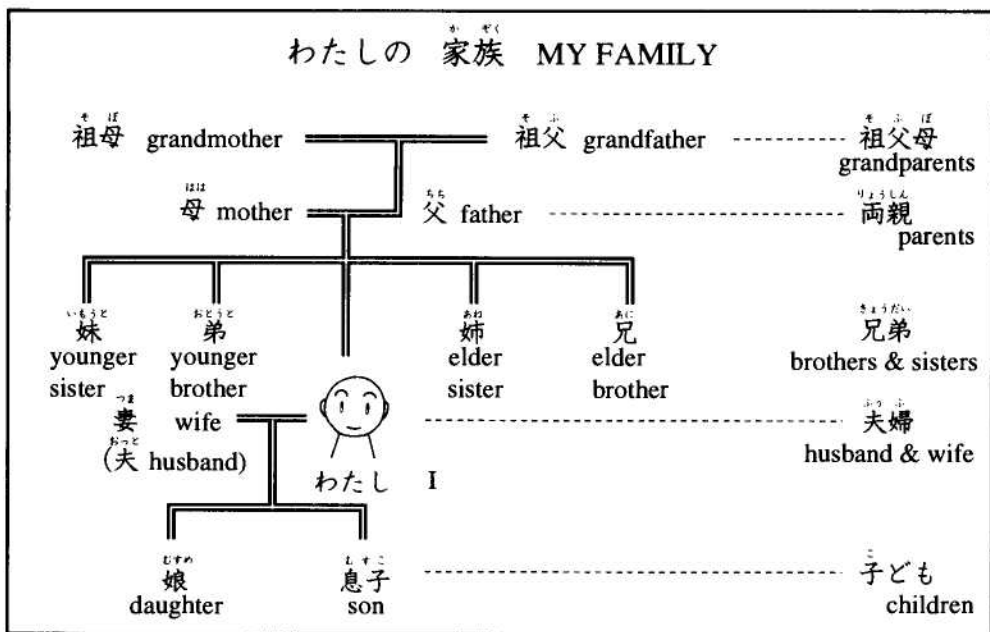 か ぞく
わたしの 家族 MY FAMILY
そ ぼ そ ふ そ ふ ぼ
祖母 grandmother 祖父 grandfather 祖父母
grandparents
はは ちち りょうしん
母 mother 父 father 両親
parents
いもうと おとうと あね あに きょうだい
妹 弟 姉 兄 兄弟
younger younger elder elder brothers & sisters
sister brother sister brother
つま ふう ふ
妻 wife 夫婦
おっと
(夫 husband) husband & wife
わたし I
むすめ むすこ こ
娘 息子 子ども
daughter son children